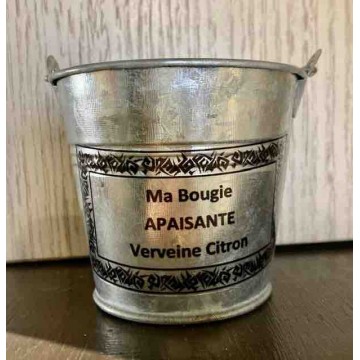 Ma Bougie
APAISANTE
Verveine Citron